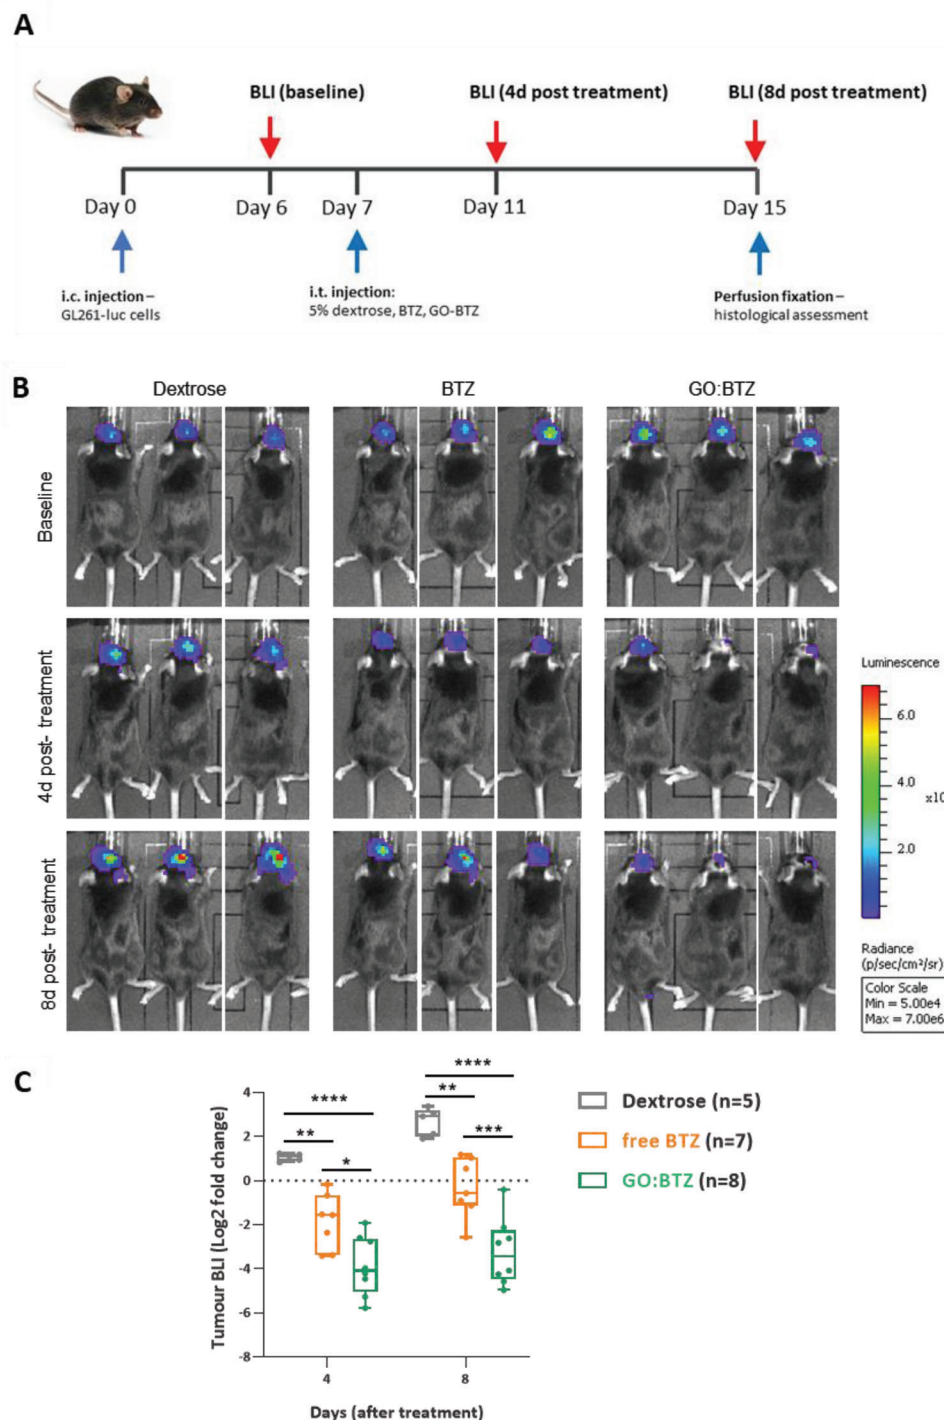 A
BLI (baseline)
BLI (4d post treatment)
BLI (8d post treatment)
Day 0
Day 6
Day 7
Day 11
Day 15
i.c. injection –
GL261-luc cells
i.t. injection:
5% dextrose, BTZ, GO-BTZ
Perfusion fixation –
histological assessment
B
Dextrose
BTZ
GO:BTZ
Baseline
4d post- treatment
8d post- treatment
Luminescence
6.0
4.0
x10
2.0
Radiance
(p/sec/cm²/sr)
Color Scale
Min = 5.00e4
Max = 7.00e6
C
Tumour BLI (Log2 fold change)
4
2
0
-2
-4
-6
-8
****
**
*
****
**
***
4
8
Days (after treatment)
Dextrose (n=5)
free BTZ (n=7)
GO:BTZ (n=8)